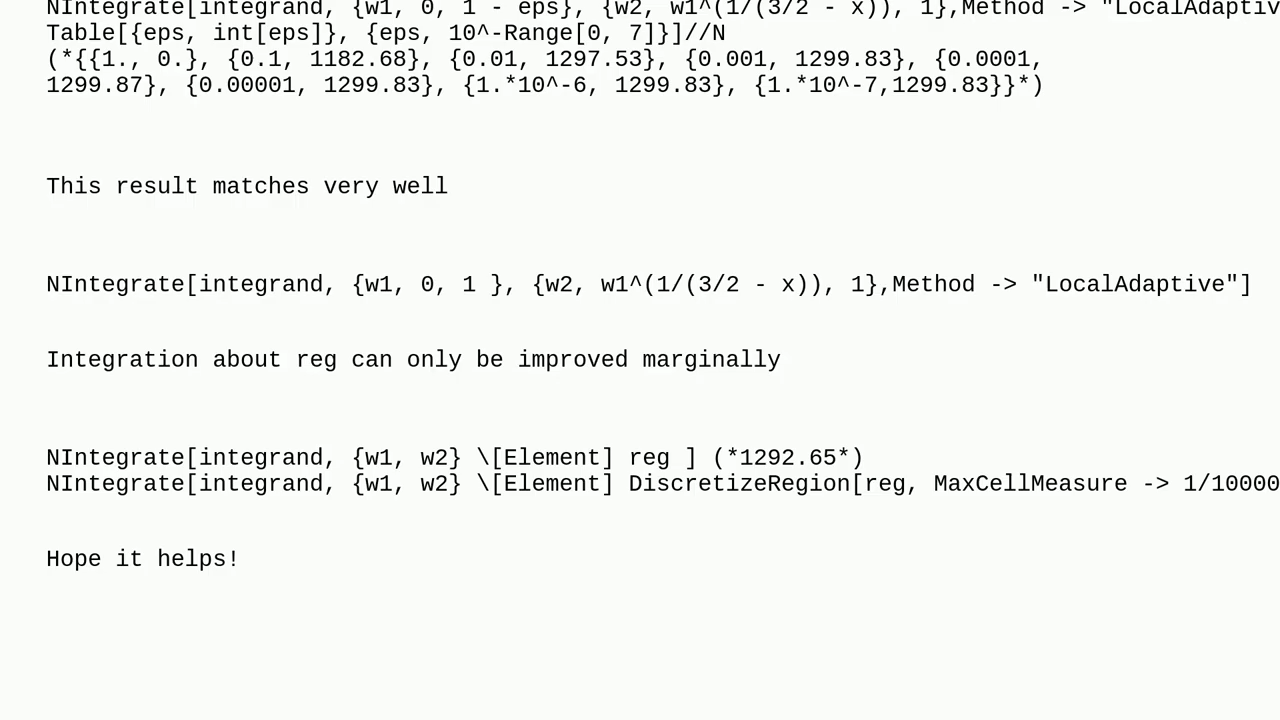 NIntegrate[integrand, {w1, 0, 1 - eps}, {w2, w1^(1/(3/2 - x)), 1},Method -> "LocalAdaptiv
Table[{eps, int[eps]}, {eps, 10^-Range[0, 7]}]//N
(*{{1., 0.}, {0.1, 1182.68}, {0.01, 1297.53}, {0.001, 1299.83}, {0.0001,
1299.87}, {0.00001, 1299.83}, {1.*10^-6, 1299.83}, {1.*10^-7,1299.83}}*)
This result matches very well
NIntegrate[integrand, {w1, 0, 1 }, {w2, w1^(1/(3/2 - x)), 1},Method -> "LocalAdaptive"]
Integration about reg can only be improved marginally
NIntegrate[integrand, {w1, w2} \[Element] reg ] (*1292.65*)
NIntegrate[integrand, {w1, w2} \[Element] DiscretizeRegion[reg, MaxCellMeasure -> 1/10000
Hope it helps!